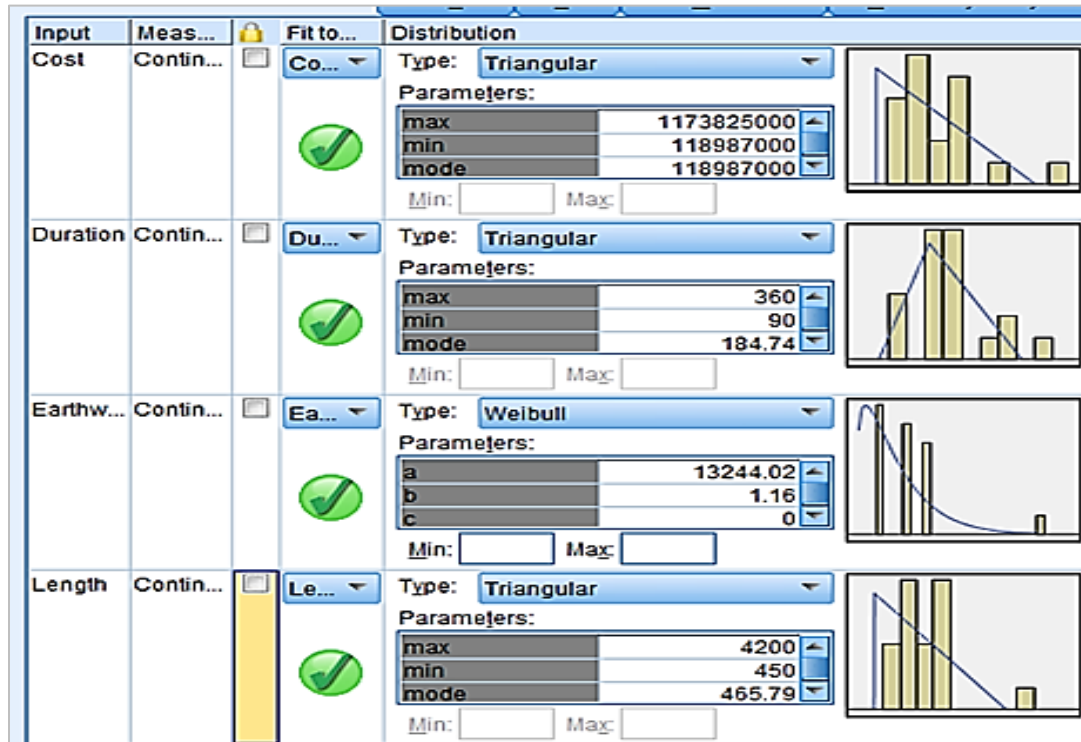 Input Meas... Fit to... Distribution
Cost Contin... Co... Type: Triangular
Parameters:
max 1173825000
min 118987000
mode 118987000
Min: Max:
Duration Contin... Du... Type: Triangular
Parameters:
max 360
min 90
mode 184.74
Min: Max:
Earthw... Contin... Ea... Type: Weibull
Parameters:
a 13244.02
b 1.16
c 0
Min: Max:
Length Contin... Le... Type: Triangular
Parameters:
max 4200
min 450
mode 465.79
Min: Max: